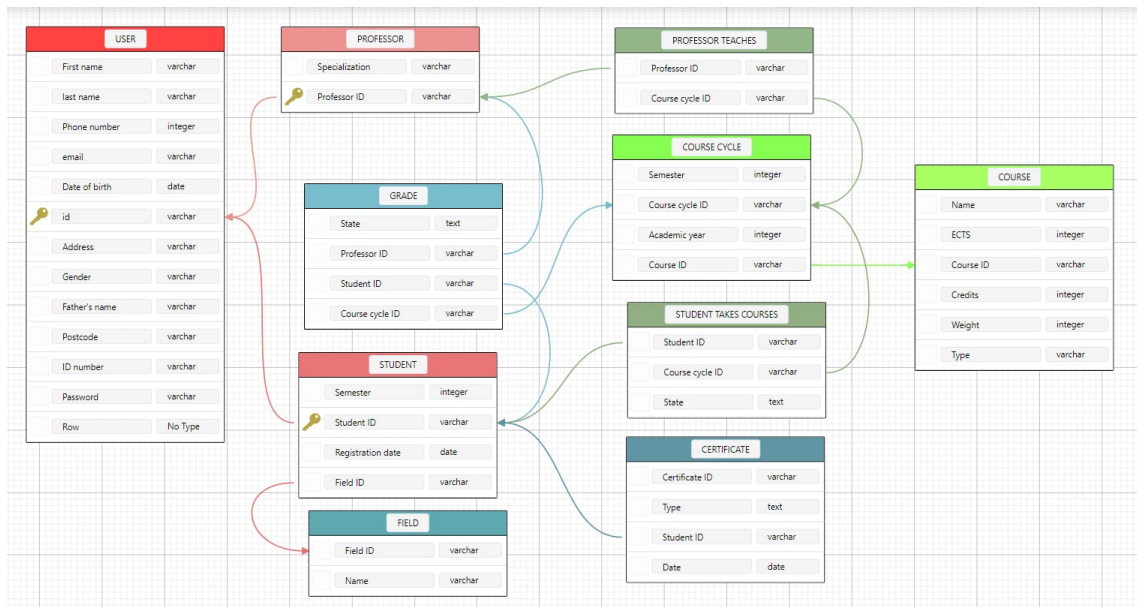 USER
First name varchar
last name varchar
Phone number integer
email varchar
Date of birth date
id varchar
Address varchar
Gender varchar
Father's name varchar
Postcode varchar
ID number varchar
Password varchar
Row No Type
PROFESSOR
Specialization varchar
Professor ID varchar
GRADE
State text
Professor ID varchar
Student ID varchar
Course cycle ID varchar
STUDENT
Semester integer
Student ID varchar
Registration date date
Field ID varchar
FIELD
Field ID varchar
Name varchar
PROFESSOR TEACHES
Professor ID varchar
Course cycle ID varchar
COURSE CYCLE
Semester integer
Course cycle ID varchar
Academic year integer
Course ID varchar
STUDENT TAKES COURSES
Student ID varchar
Course cycle ID varchar
State text
CERTIFICATE
Certificate ID varchar
Type text
Student ID varchar
Date date
COURSE
Name varchar
ECTS integer
Course ID varchar
Credits integer
Weight integer
Type varchar